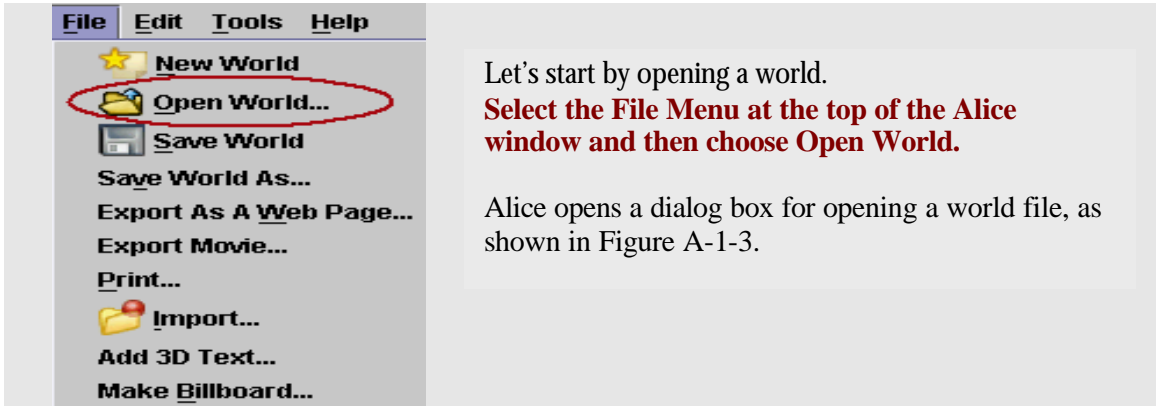 File Edit Tools Help
New World
Open World...
Save World
Save World As...
Export As A Web Page...
Export Movie...
Print...
Import...
Add 3D Text...
Make Billboard...
Let's start by opening a world.
Select the File Menu at the top of the Alice
window and then choose Open World.
Alice opens a dialog box for opening a world file, as
shown in Figure A-1-3.